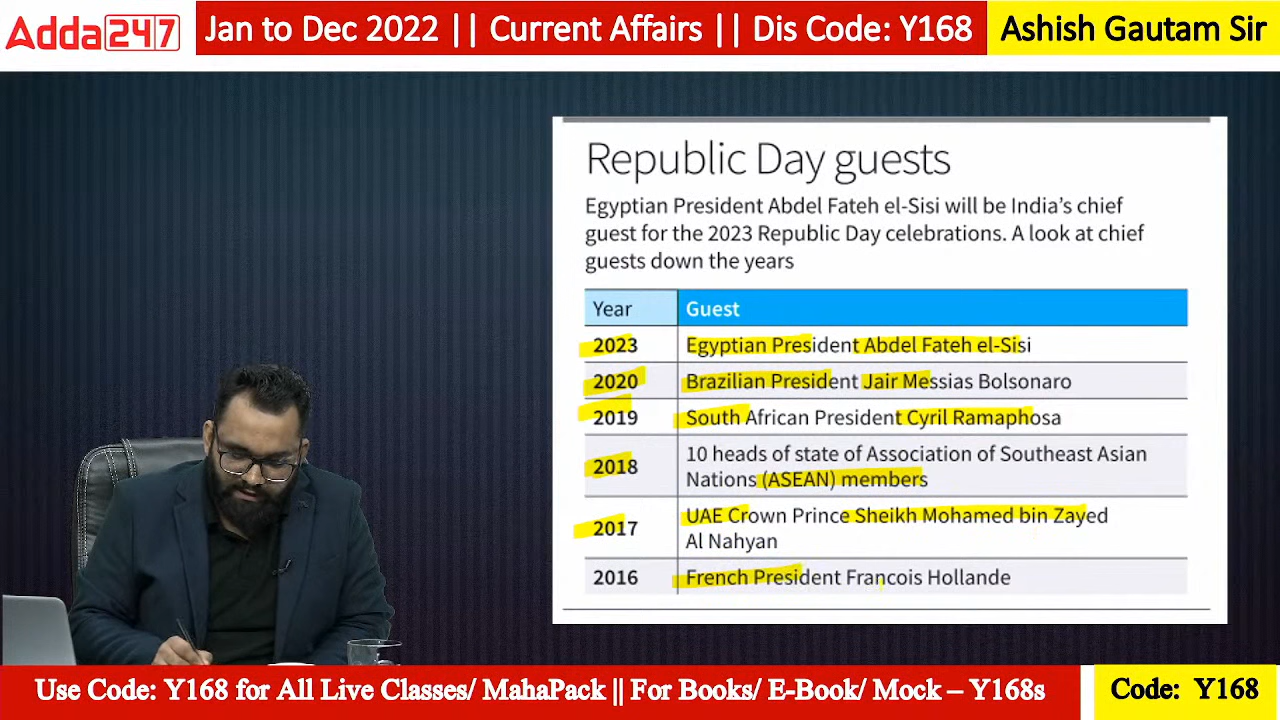 Adda247 Jan to Dec 2022 || Current Affairs || Dis Code: Y168 Ashish Gautam Sir
Republic Day guests
Egyptian President Abdel Fateh el-Sisi will be India’s chief
guest for the 2023 Republic Day celebrations. A look at chief
guests down the years
Year Guest
2023 Egyptian President Abdel Fateh el-Sisi
2020 Brazilian President Jair Messias Bolsonaro
2019 South African President Cyril Ramaphosa
2018 10 heads of state of Association of Southeast Asian
Nations (ASEAN) members
2017 UAE Crown Prince Sheikh Mohamed bin Zayed
Al Nahyan
2016 French President Francois Hollande
Use Code: Y168 for All Live Classes/ MahaPack || For Books/ E-Book/ Mock – Y168s Code: Y168